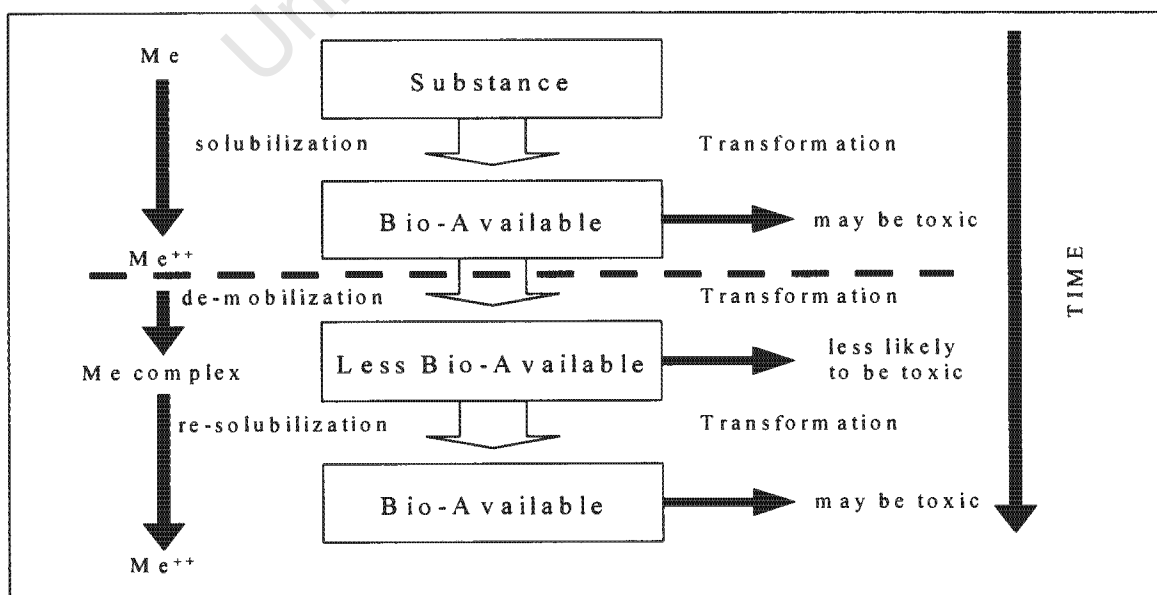 Me
Substance
solubilization
Transformation
Bio-Available
may be toxic
Me++
de-mobilization
Transformation
TIME
Less Bio-Available
less likely
to be toxic
Me complex
re-solubilization
Transformation
Bio-Available
may be toxic
Me++